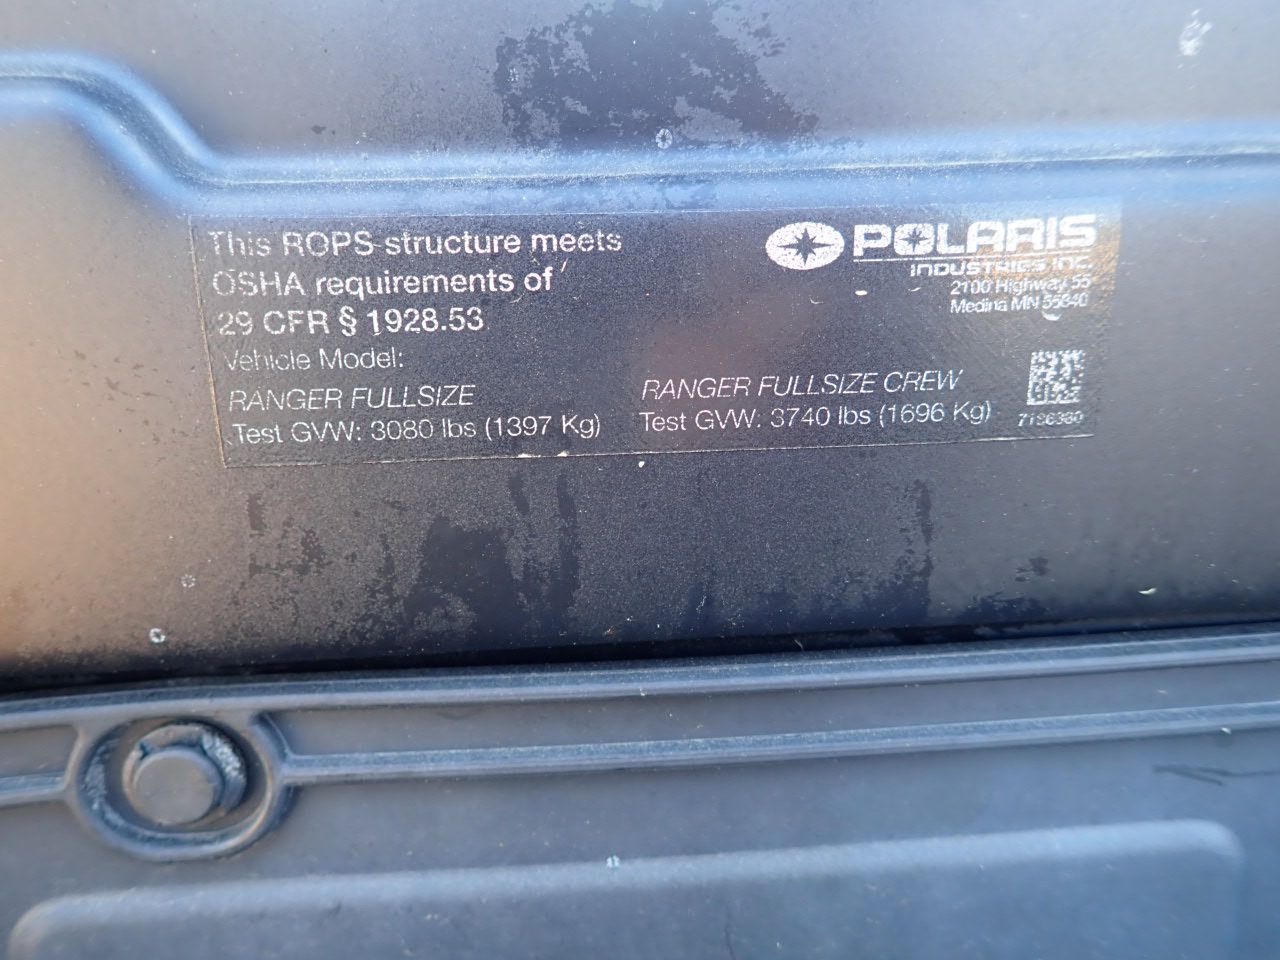 This ROPS structure meets
OSHA requirements of
29 CFR § 1928.53
Vehicle Model:
RANGER FULLSIZE
Test GVW: 3080 lbs (1397 Kg)
RANGER FULLSIZE CREW
Test GVW: 3740 lbs (1696 Kg)
POLARIS
INDUSTRIES INC.
2100 Highway 55
Medina MN